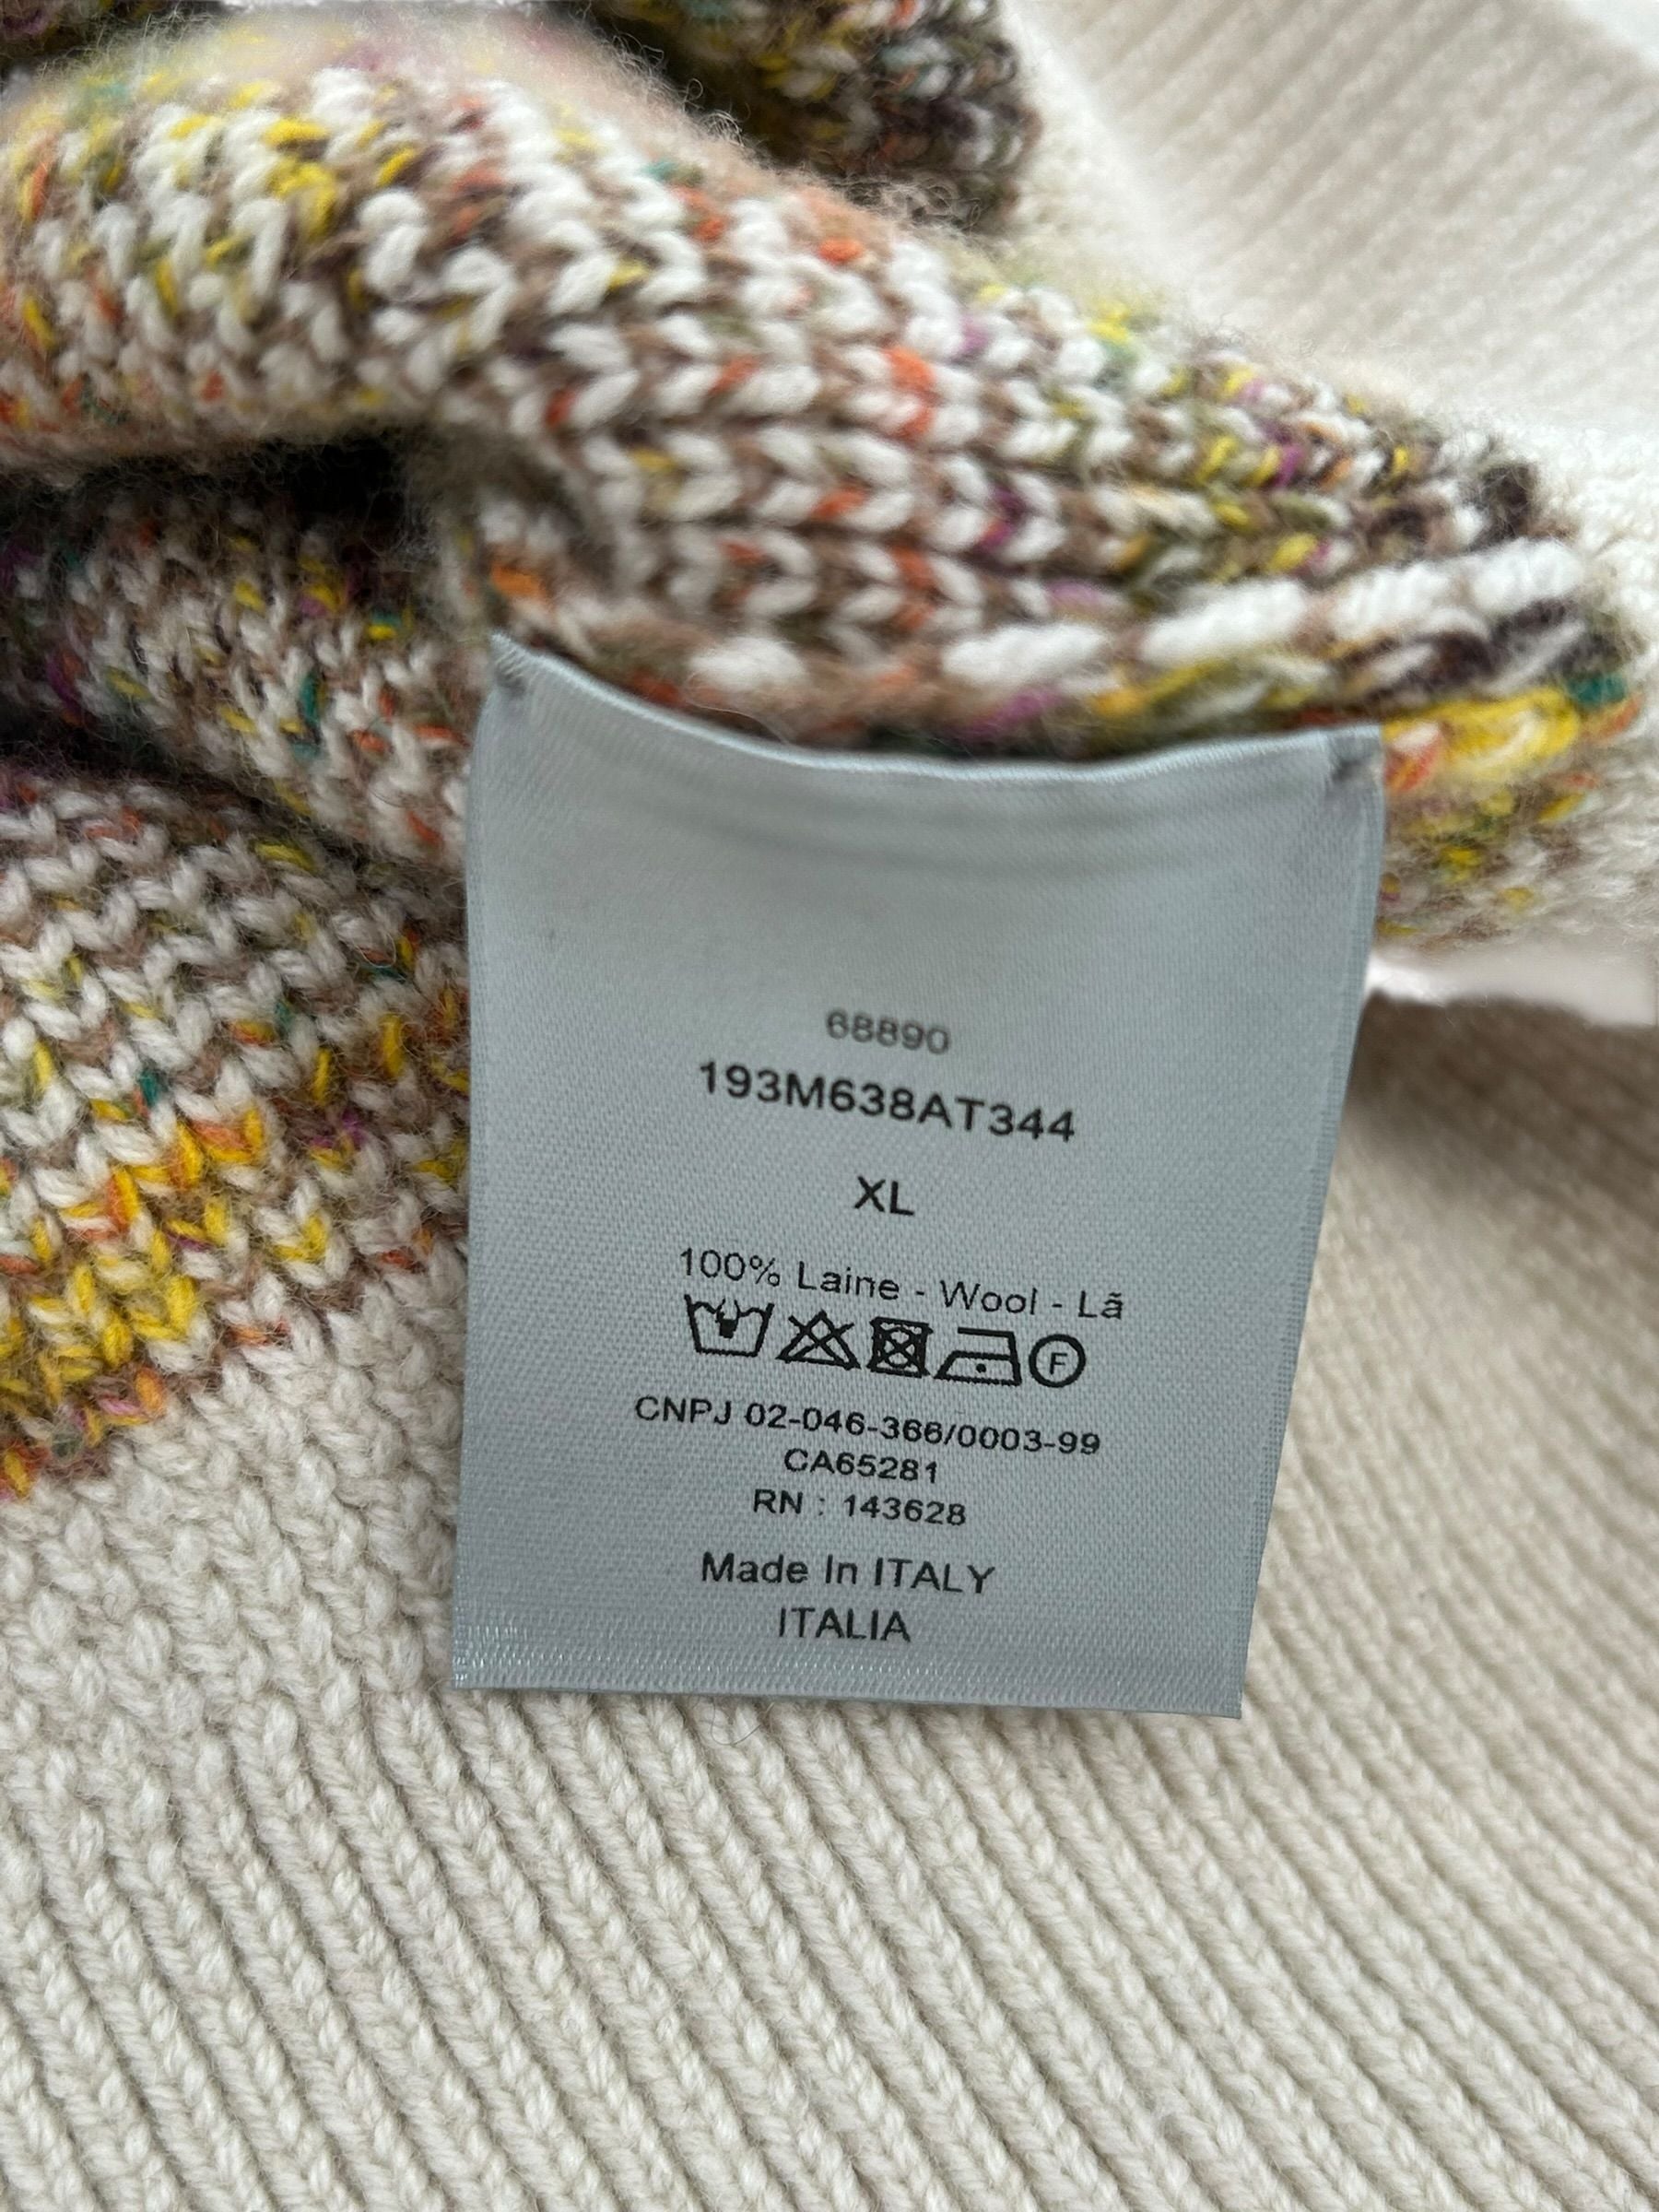 68890
193M638AT344
XL
100% Laine - Wool - Lã
F
CNPJ 02-046-366/0003-99
CA65281
RN : 143628
Made In ITALY
ITALIA